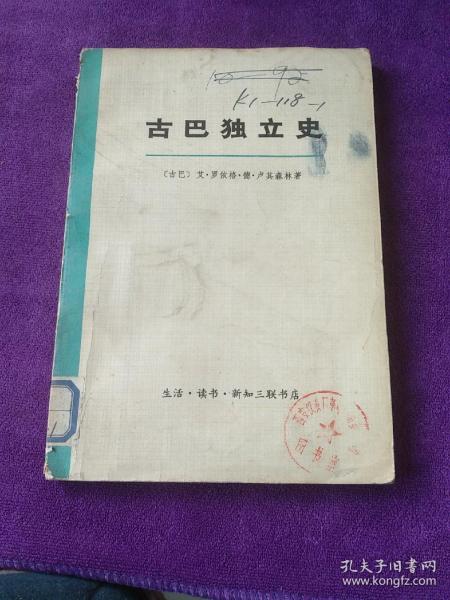 K1-118-1
古巴独立史
〔古巴〕艾·罗依格·德·卢其森林著
生活·读书·新知三联书店
孔夫子旧书网
www.kongfz.com